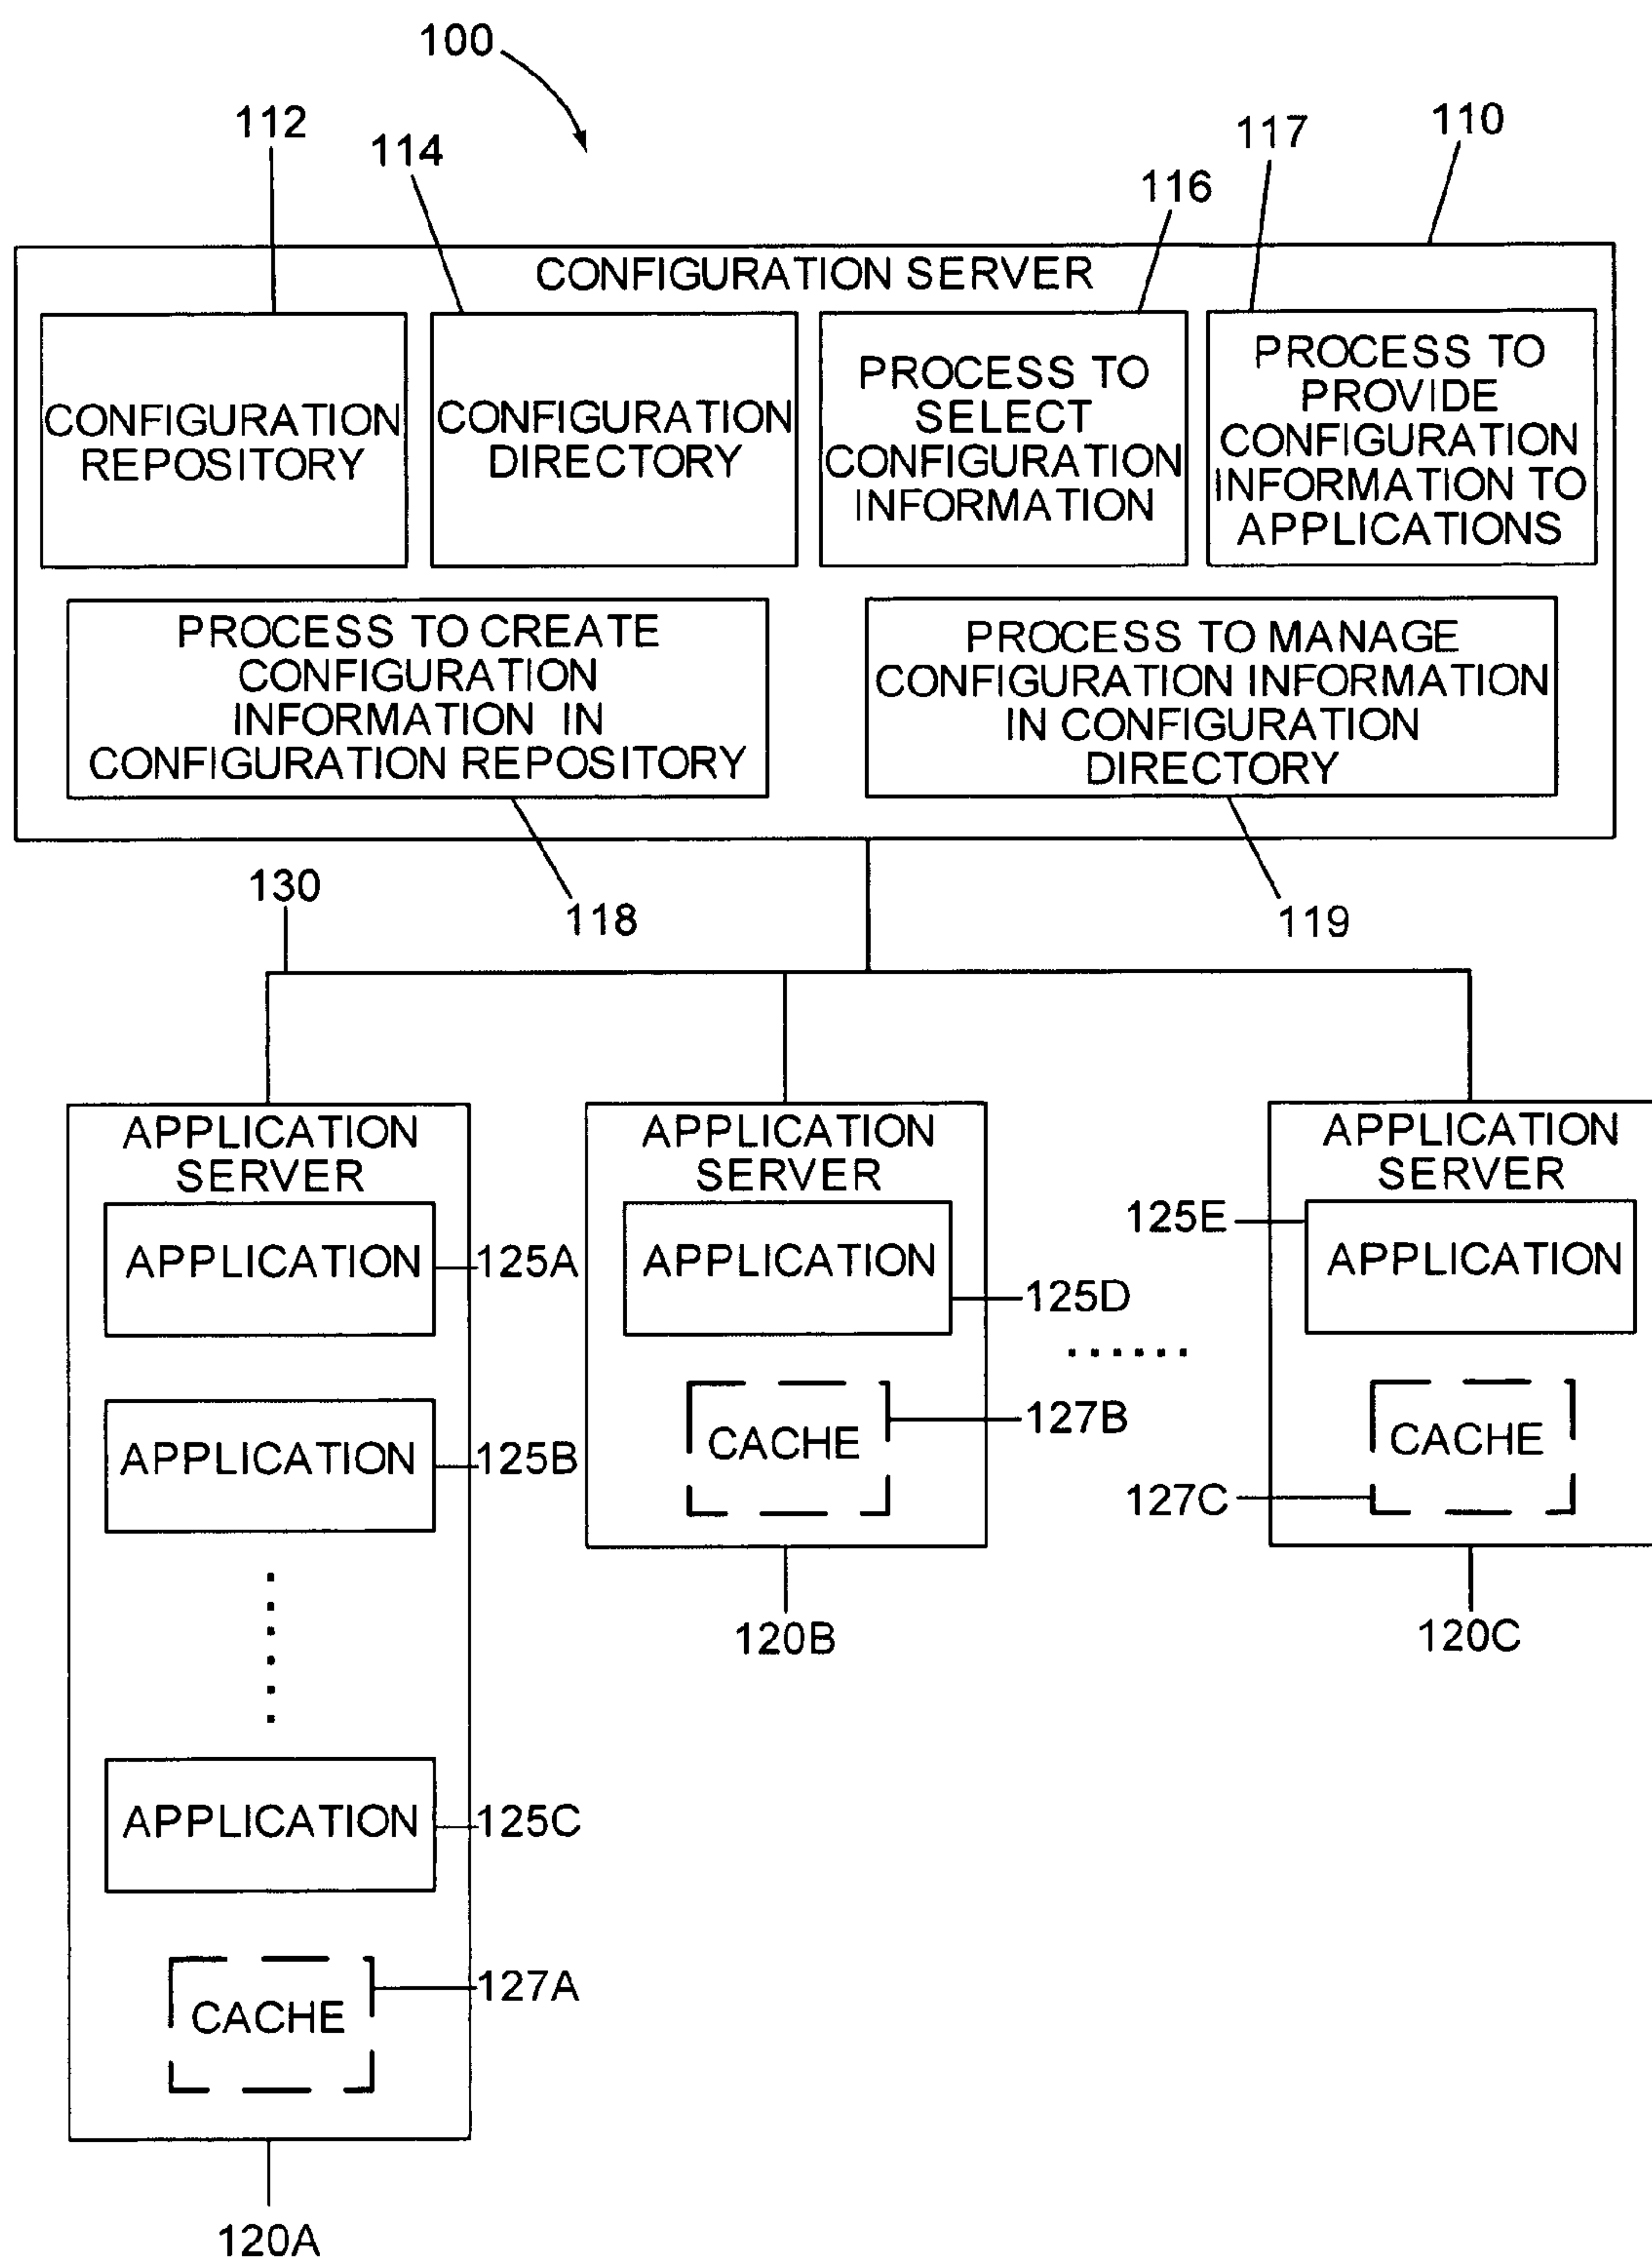 100
112
114
116
117
110
CONFIGURATION SERVER
CONFIGURATION
REPOSITORY
CONFIGURATION
DIRECTORY
PROCESS TO
SELECT
CONFIGURATION
INFORMATION
PROCESS TO
PROVIDE
CONFIGURATION
INFORMATION TO
APPLICATIONS
PROCESS TO CREATE
CONFIGURATION
INFORMATION IN
CONFIGURATION REPOSITORY
PROCESS TO MANAGE
CONFIGURATION INFORMATION
IN CONFIGURATION
DIRECTORY
130
118
119
APPLICATION
SERVER
APPLICATION
125A
APPLICATION
125B
APPLICATION
125C
CACHE
127A
120A
APPLICATION
SERVER
APPLICATION
125D
CACHE
127B
120B
APPLICATION
SERVER
125E
APPLICATION
CACHE
127C
120C